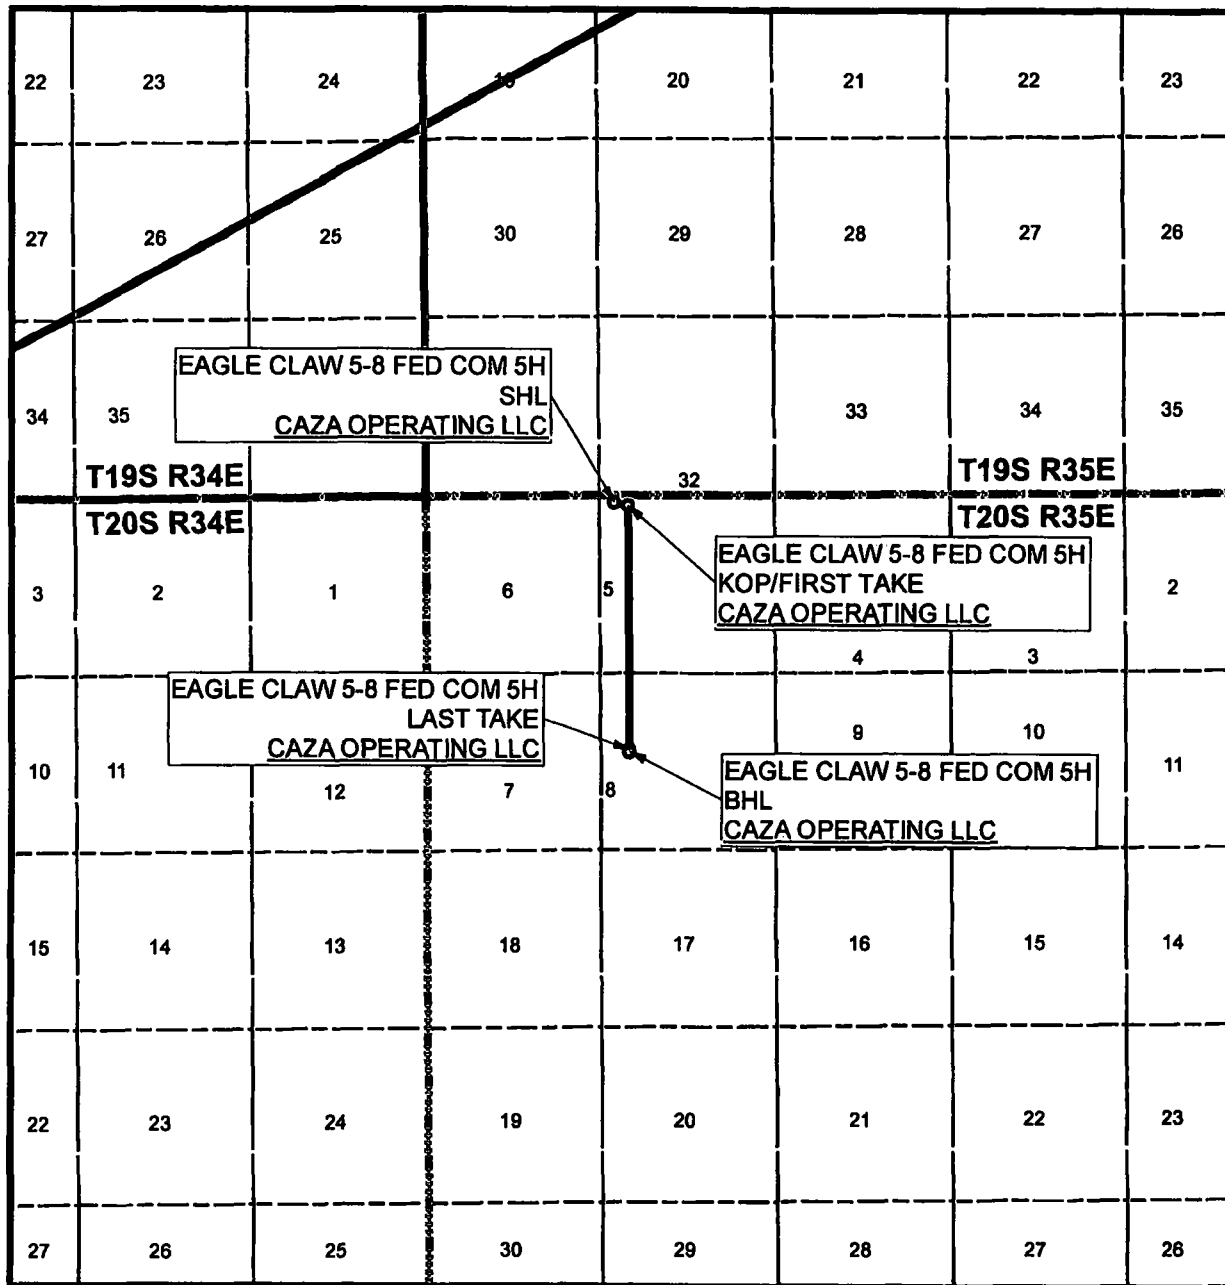 22 23 24 19 20 21 22 23
27 26 25 30 29 28 27 26
EAGLE CLAW 5-8 FED COM 5H
SHL
CAZA OPERATING LLC
34 35 33 34 35
T19S R34E 32 T19S R35E
T20S R34E T20S R35E
EAGLE CLAW 5-8 FED COM 5H
KOP/FIRST TAKE
CAZA OPERATING LLC
3 2 1 6 5 2
4 3
EAGLE CLAW 5-8 FED COM 5H
LAST TAKE
CAZA OPERATING LLC
9 10
EAGLE CLAW 5-8 FED COM 5H
BHL
CAZA OPERATING LLC
10 11 12 7 8 11
15 14 13 18 17 16 15 14
22 23 24 19 20 21 22 23
27 26 25 30 29 28 27 26